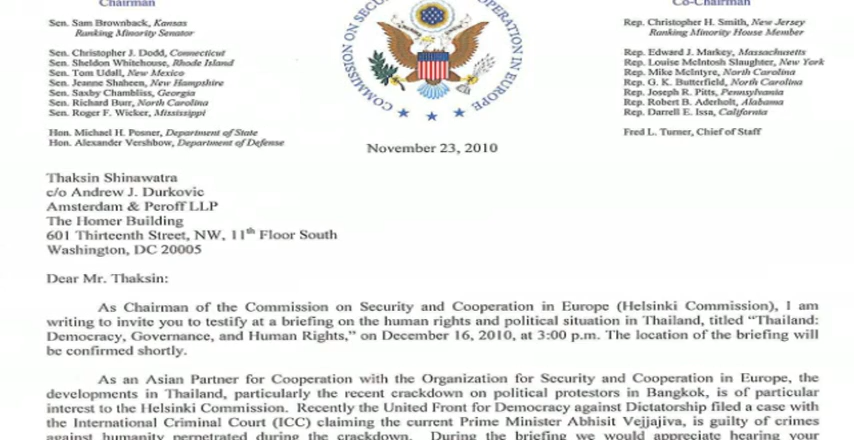 Chairman
Co-Chairman
Sen. Sam Brownback, Kansas
Ranking Minority Senator
Sen. Christopher J. Dodd, Connecticut
Sen. Sheldon Whitehouse, Rhode Island
Sen. Tom Udall, New Mexico
Sen. Jeanne Shaheen, New Hampshire
Sen. Saxby Chambliss, Georgia
Sen. Richard Burr, North Carolina
Sen. Roger F. Wicker, Mississippi
Hon. Michael H. Posner, Department of State
Hon. Alexander Vershbow, Department of Defense
COMMISSION ON SECURITY AND COOPERATION IN EUROPE
Rep. Christopher H. Smith, New Jersey
Ranking Minority House Member
Rep. Edward J. Markey, Massachusetts
Rep. Louise McIntosh Slaughter, New York
Rep. Mike McIntyre, North Carolina
Rep. G. K. Butterfield, North Carolina
Rep. Joseph R. Pitts, Pennsylvania
Rep. Robert B. Aderholt, Alabama
Rep. Darrell E. Issa, California
Fred L. Turner, Chief of Staff
November 23, 2010
Thaksin Shinawatra
c/o Andrew J. Durkovic
Amsterdam & Peroff LLP
The Homer Building
601 Thirteenth Street, NW, 11th Floor South
Washington, DC 20005
Dear Mr. Thaksin:
As Chairman of the Commission on Security and Cooperation in Europe (Helsinki Commission), I am
writing to invite you to testify at a briefing on the human rights and political situation in Thailand, titled “Thailand:
Democracy, Governance, and Human Rights,” on December 16, 2010, at 3:00 p.m. The location of the briefing will
be confirmed shortly.
As an Asian Partner for Cooperation with the Organization for Security and Cooperation in Europe, the
developments in Thailand, particularly the recent crackdown on political protestors in Bangkok, is of particular
interest to the Helsinki Commission. Recently the United Front for Democracy against Dictatorship filed a case with
the International Criminal Court (ICC) claiming the current Prime Minister Abhisit Vejjajiva, is guilty of crimes
against humanity perpetrated during the crackdown. During the briefing we would appreciate hearing your